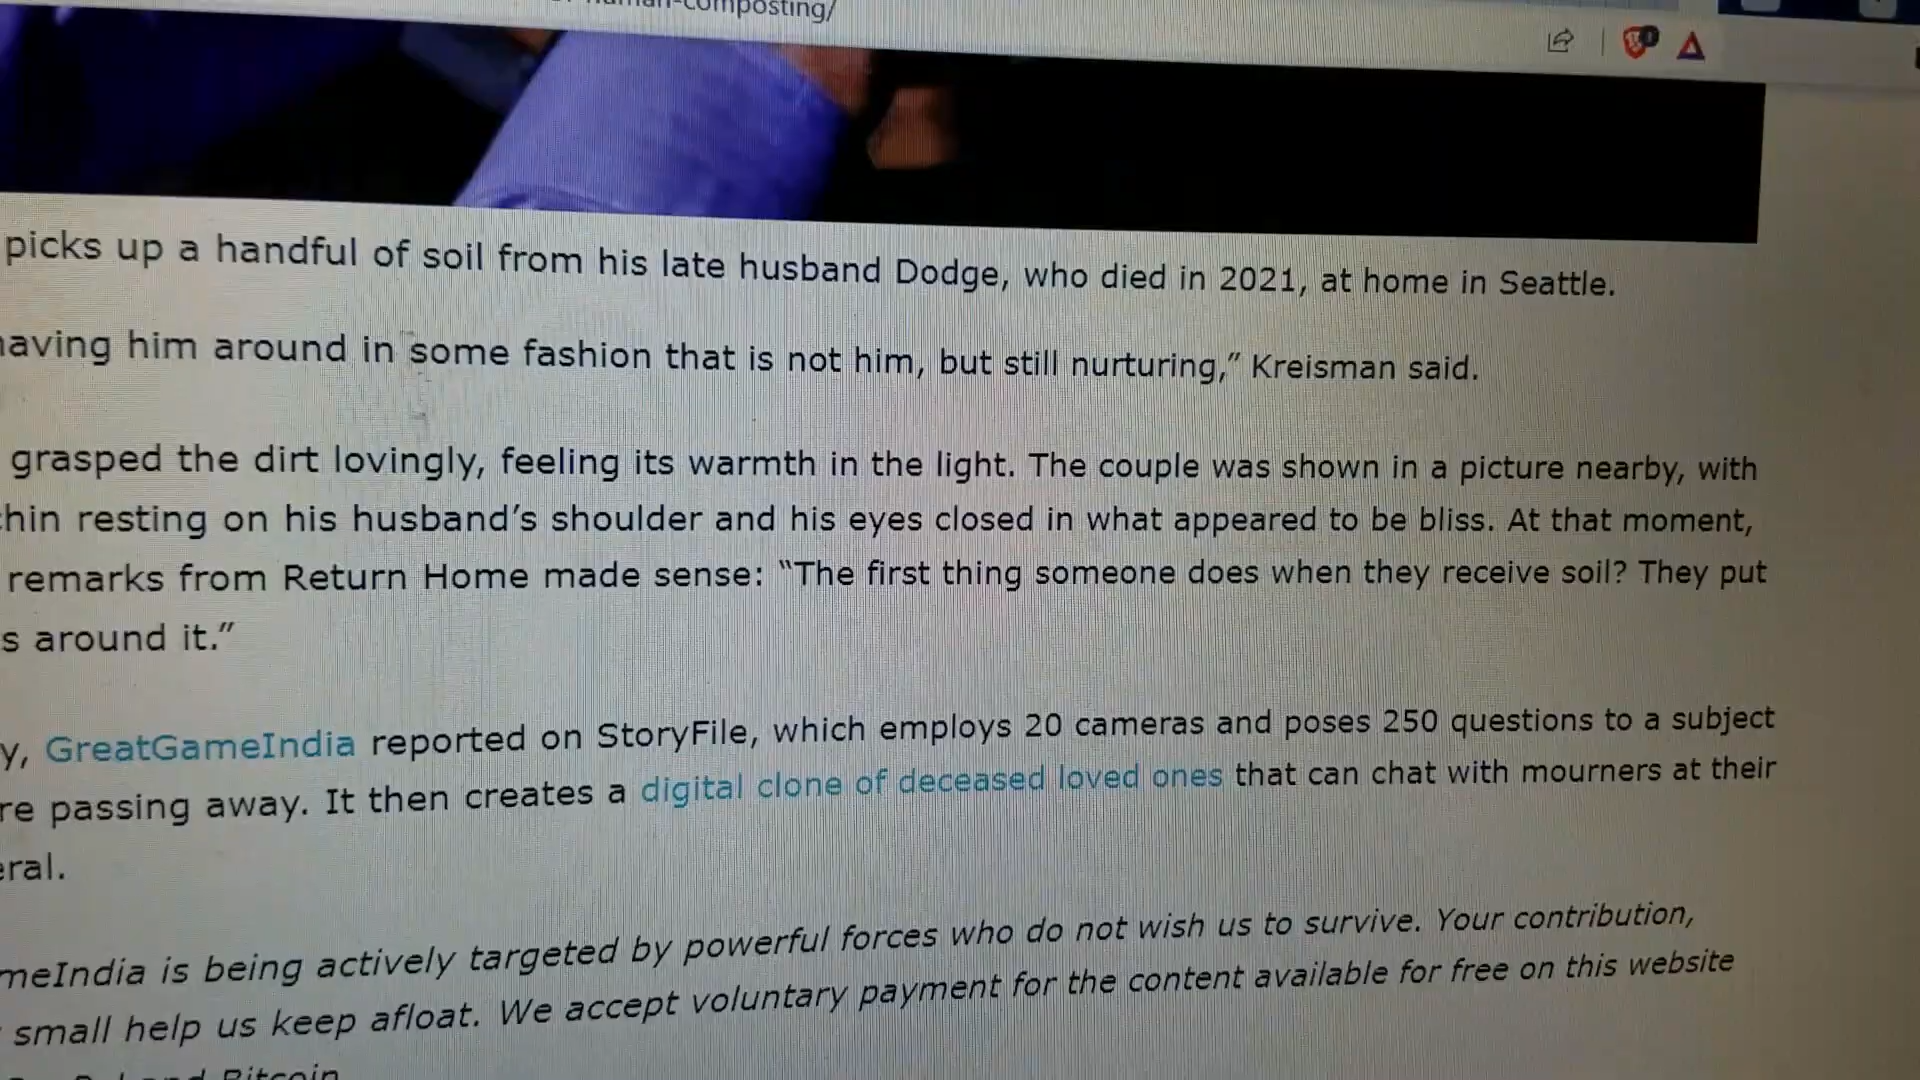 human-composting/
picks up a handful of soil from his late husband Dodge, who died in 2021, at home in Seattle.
having him around in some fashion that is not him, but still nurturing,” Kreisman said.
grasped the dirt lovingly, feeling its warmth in the light. The couple was shown in a picture nearby, with
chin resting on his husband’s shoulder and his eyes closed in what appeared to be bliss. At that moment,
remarks from Return Home made sense: “The first thing someone does when they receive soil? They put
s around it.”
y, GreatGameIndia reported on StoryFile, which employs 20 cameras and poses 250 questions to a subject
re passing away. It then creates a digital clone of deceased loved ones that can chat with mourners at their
eral.
meIndia is being actively targeted by powerful forces who do not wish us to survive. Your contribution,
small help us keep afloat. We accept voluntary payment for the content available for free on this website
and Bitcoin